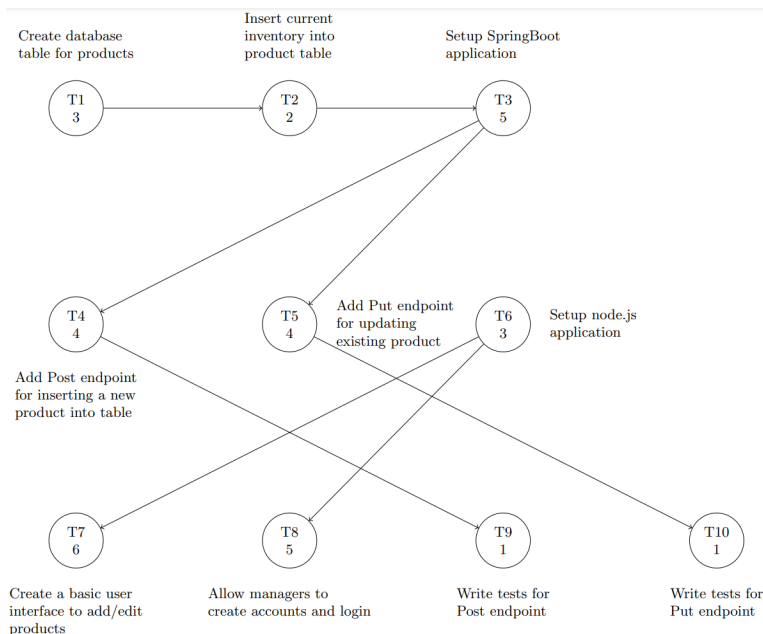 Create database
table for products
Insert current
inventory into
product table
Setup SpringBoot
application
T1
3
T2
2
T3
5
T4
4
T5
4
Add Put endpoint
for updating
existing product
T6
3
Setup node.js
application
Add Post endpoint
for inserting a new
product into table
T7
6
T8
5
T9
1
T10
1
Create a basic user
interface to add/edit
products
Allow managers to
create accounts and login
Write tests for
Post endpoint
Write tests for
Put endpoint